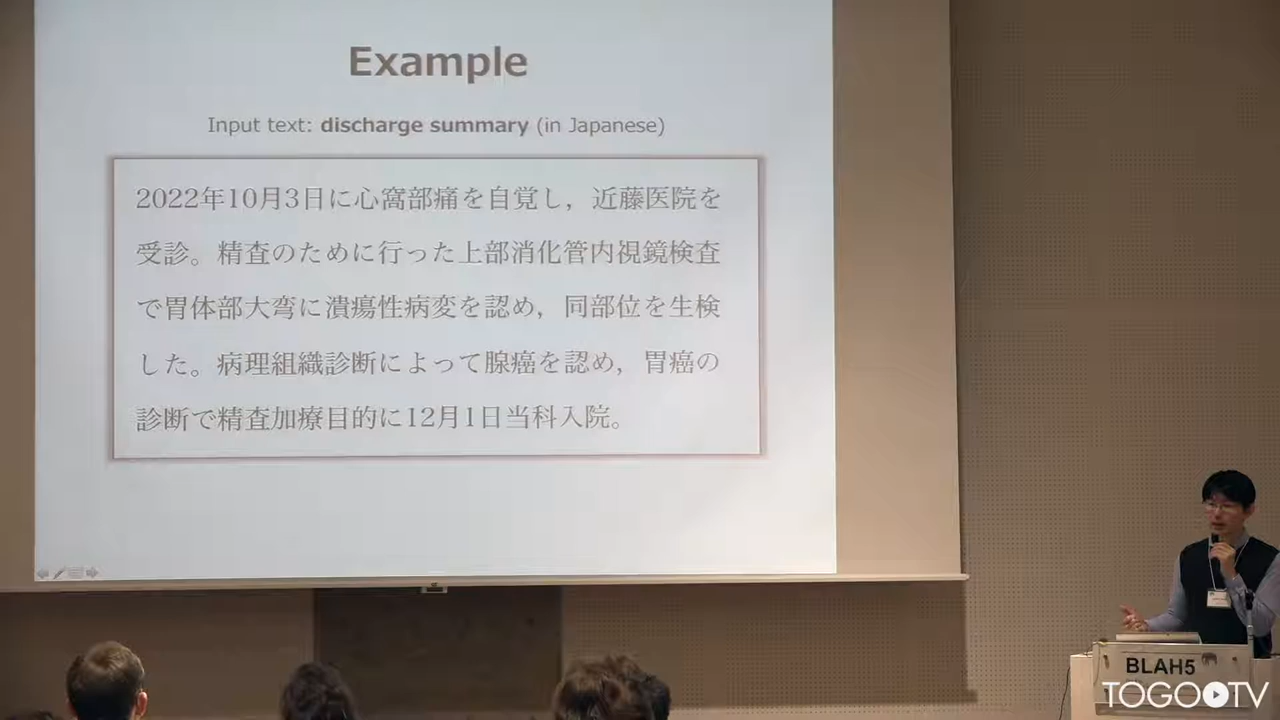 Example
Input text: discharge summary (in Japanese)
2022年10月3日に心窩部痛を自覚し，近藤医院を
受診。精査のために行った上部消化管内視鏡検査
で胃体部大弯に潰瘍性病変を認め，同部位を生検
した。病理組織診断によって腺癌を認め，胃癌の
診断で精査加療目的に12月1日当科入院。
BLAH5
TOGOTV